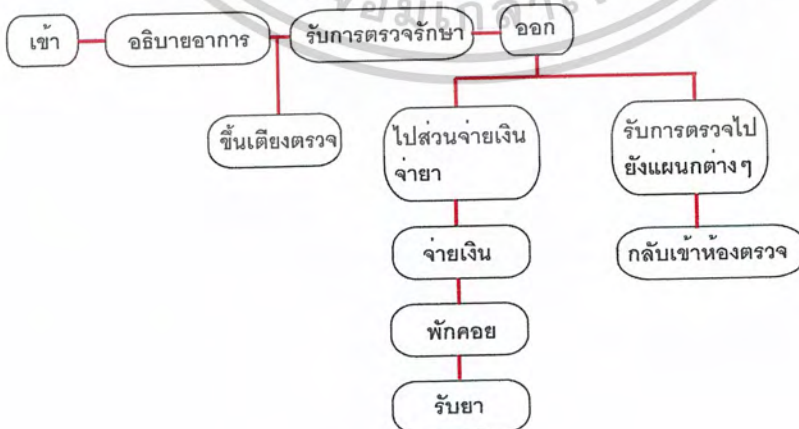 เข้า
อธิบายอาการ
รับการตรวจรักษา
ออก
ขึ้นเตียงตรวจ
ไปส่วนจ่ายเงิน
จ่ายา
รับการตรวจไป
ยังแผนกต่างๆ
จ่ายเงิน
กลับเข้าห้องตรวจ
พักคอย
รับยา